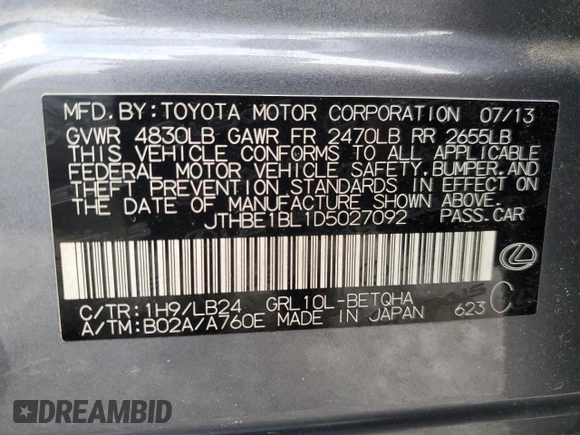 MFD. BY: TOYOTA MOTOR CORPORATION 07/13
GVWR 4830LB GAWR FR 2470LB RR 2655LB
THIS VEHICLE CONFORMS TO ALL APPLICABLE
FEDERAL MOTOR VEHICLE SAFETY, BUMPER, AND
THEFT PREVENTION STANDARDS IN EFFECT ON
THE DATE OF MANUFACTURE SHOWN ABOVE.
JTHBE1BL1D5027092 PASS. CAR
C/TR: 1H9/LB24 GRL10L-BETQHA
A/TM: B02A/A760E MADE IN JAPAN 623
DREAMBID